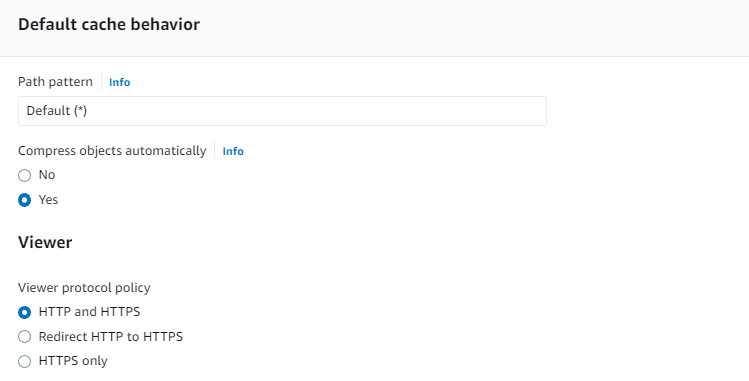 Default cache behavior
Path pattern Info
Default (*)
Compress objects automatically Info
No
Yes
Viewer
Viewer protocol policy
HTTP and HTTPS
Redirect HTTP to HTTPS
HTTPS only